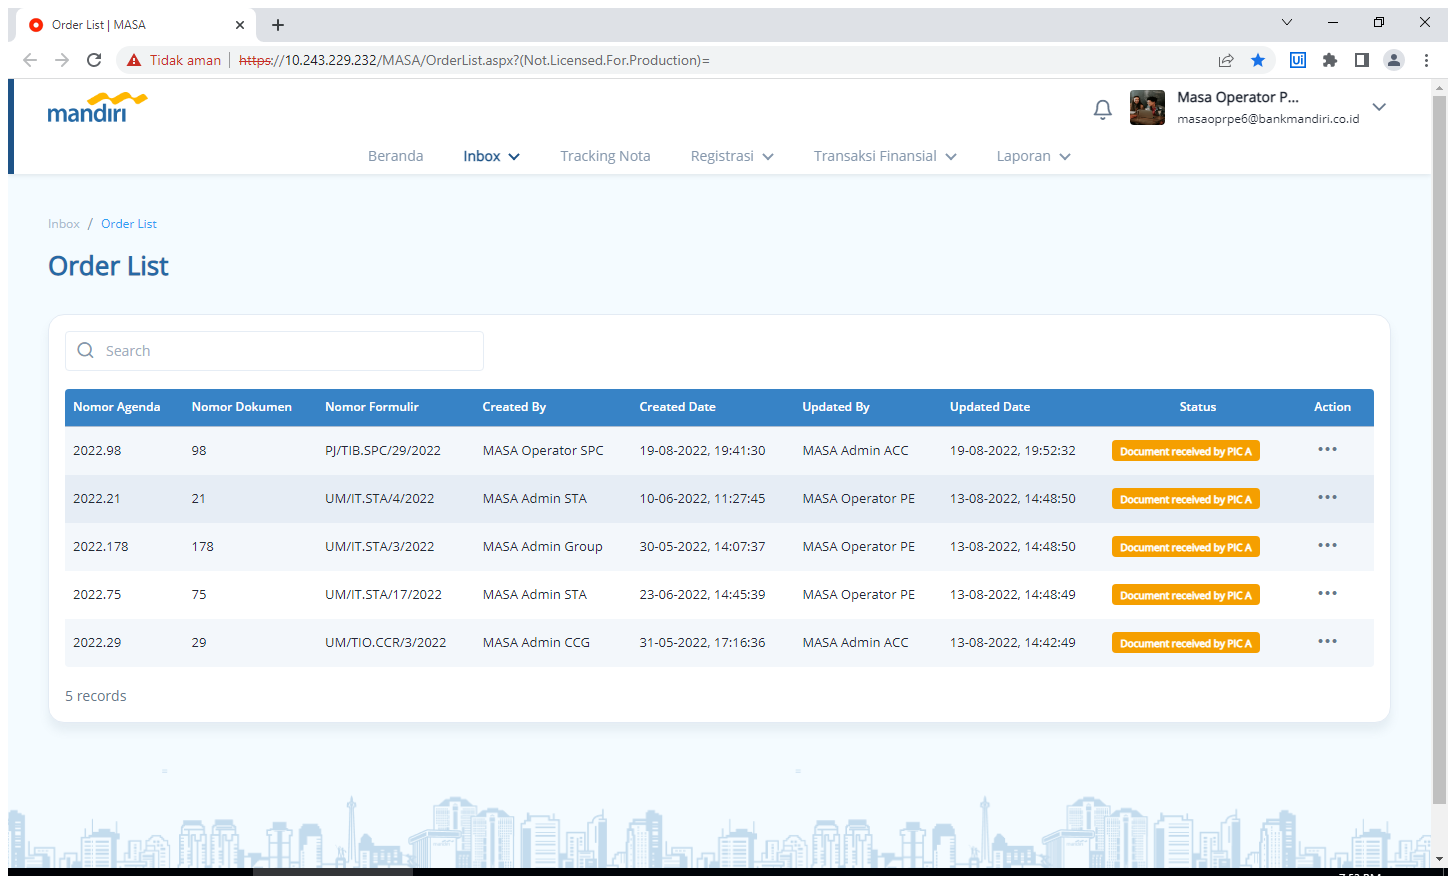 Order List | MASA
Tidak aman https://10.243.229.232/MASA/OrderList.aspx?(Not.Licensed.For.Production)=
Ui
mandiri
Masa Operator P...
masaoprpe6@bankmandiri.co.id
Beranda Inbox Tracking Nota Registrasi Transaksi Finansial Laporan
Inbox / Order List
Order List
Search
Nomor Agenda Nomor Dokumen Nomor Formulir Created By Created Date Updated By Updated Date Status Action
2022.98 98 PJ/TIB.SPC/29/2022 MASA Operator SPC 19-08-2022, 19:41:30 MASA Admin ACC 19-08-2022, 19:52:32 Document received by PIC A
2022.21 21 UM/IT.STA/4/2022 MASA Admin STA 10-06-2022, 11:27:45 MASA Operator PE 13-08-2022, 14:48:50 Document received by PIC A
2022.178 178 UM/IT.STA/3/2022 MASA Admin Group 30-05-2022, 14:07:37 MASA Operator PE 13-08-2022, 14:48:50 Document received by PIC A
2022.75 75 UM/IT.STA/17/2022 MASA Admin STA 23-06-2022, 14:45:39 MASA Operator PE 13-08-2022, 14:48:49 Document received by PIC A
2022.29 29 UM/TIO.CCR/3/2022 MASA Admin CCG 31-05-2022, 17:16:36 MASA Admin ACC 13-08-2022, 14:42:49 Document received by PIC A
5 records